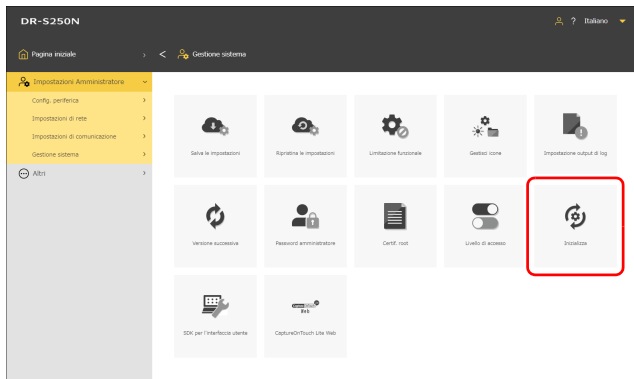 DR-S250N
? Italiano
Pagina iniziale
Gestione sistema
Impostazioni Amministratore
Config. periferica
Impostazioni di rete
Impostazioni di comunicazione
Gestione sistema
Altri
Salva le impostazioni
Ripristina le impostazioni
Limitazione funzionale
Gestisci icone
Impostazione output di log
Versione successiva
Password amministratore
Certif. root
Livello di accesso
Inizializza
SDK per l'interfaccia utente
CaptureOnTouch Lite Web
Web